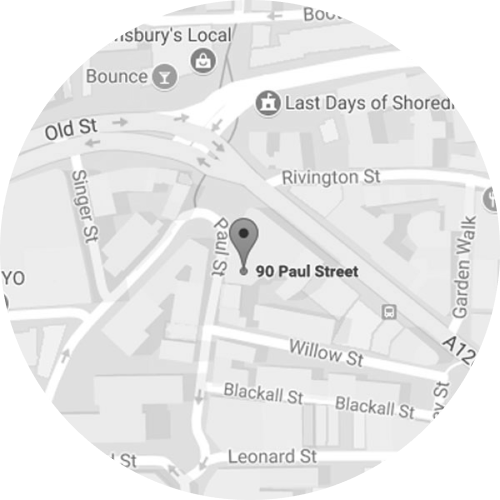 Boo
nsbury's Local
Bounce
Last Days of Shored
Old St
Rivington St
Singer St
Paul St
Garden Walk
YO
90 Paul Street
Willow St
A12
Blackall St
Blackall St
ey St
Leonard St
l St